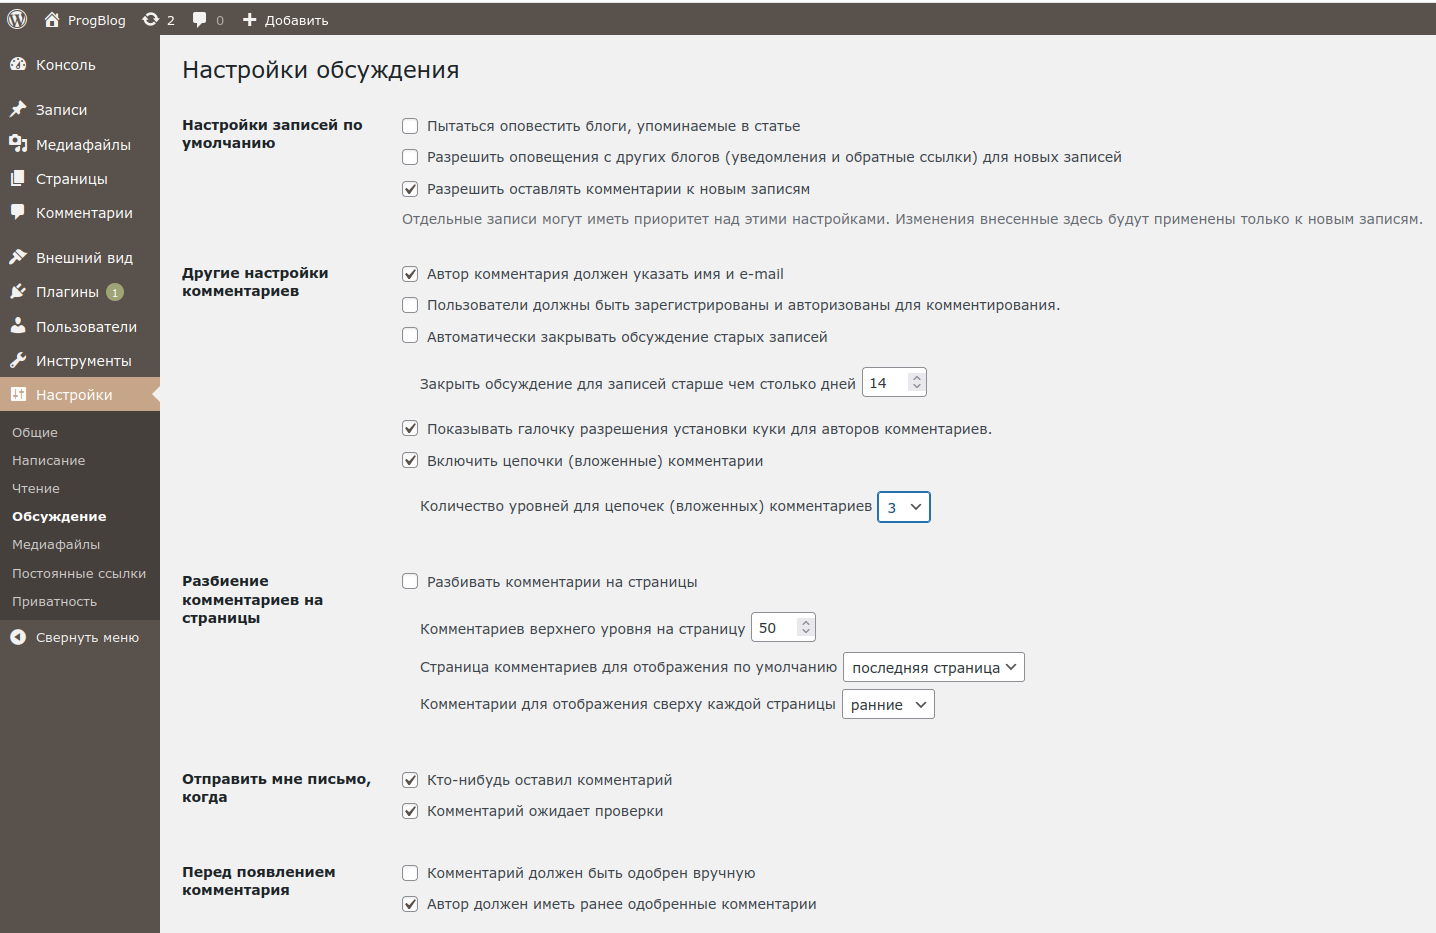 ProgBlog 2 0 Добавить
Консоль
Записи
Медиафайлы
Страницы
Комментарии
Внешний вид
Плагины 1
Пользователи
Инструменты
Настройки
Общие
Написание
Чтение
Обсуждение
Медиафайлы
Постоянные ссылки
Приватность
Свернуть меню
Настройки обсуждения
Настройки записей по
умолчанию
Пытаться оповестить блоги, упоминаемые в статье
Разрешить оповещения с других блогов (уведомления и обратные ссылки) для новых записей
Разрешить оставлять комментарии к новым записям
Отдельные записи могут иметь приоритет над этими настройками. Изменения внесенные здесь будут применены только к новым записям.
Другие настройки
комментариев
Автор комментария должен указать имя и e-mail
Пользователи должны быть зарегистрированы и авторизованы для комментирования.
Автоматически закрывать обсуждение старых записей
Закрыть обсуждение для записей старше чем столько дней 14
Показывать галочку разрешения установки куки для авторов комментариев.
Включить цепочки (вложенные) комментарии
Количество уровней для цепочек (вложенных) комментариев 3
Разбиение
комментариев на
страницы
Разбивать комментарии на страницы
Комментариев верхнего уровня на страницу 50
Страница комментариев для отображения по умолчанию последняя страница
Комментарии для отображения сверху каждой страницы ранние
Отправить мне письмо,
когда
Кто-нибудь оставил комментарий
Комментарий ожидает проверки
Перед появлением
комментария
Комментарий должен быть одобрен вручную
Автор должен иметь ранее одобренные комментарии